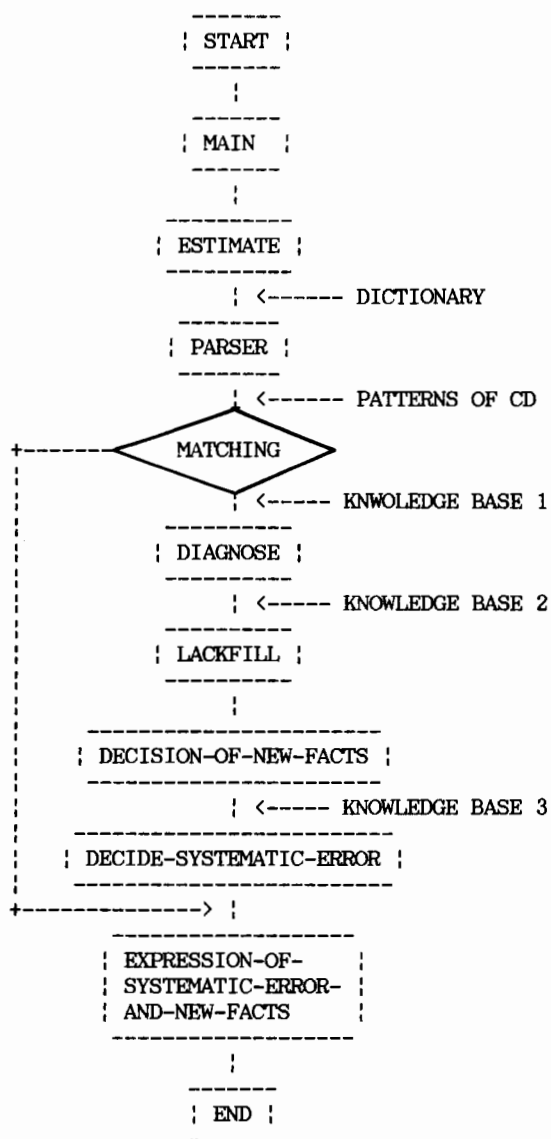 START
MAIN
ESTIMATE
<------ DICTIONARY
PARSER
<------ PATTERNS OF CD
MATCHING
<----- KNWOLEDGE BASE 1
DIAGNOSE
<----- KNOWLEDGE BASE 2
LACKFILL
DECISION-OF-NEW-FACTS
<----- KNOWLEDGE BASE 3
DECIDE-SYSTEMATIC-ERROR
EXPRESSION-OF-
SYSTEMATIC-ERROR-
AND-NEW-FACTS
END